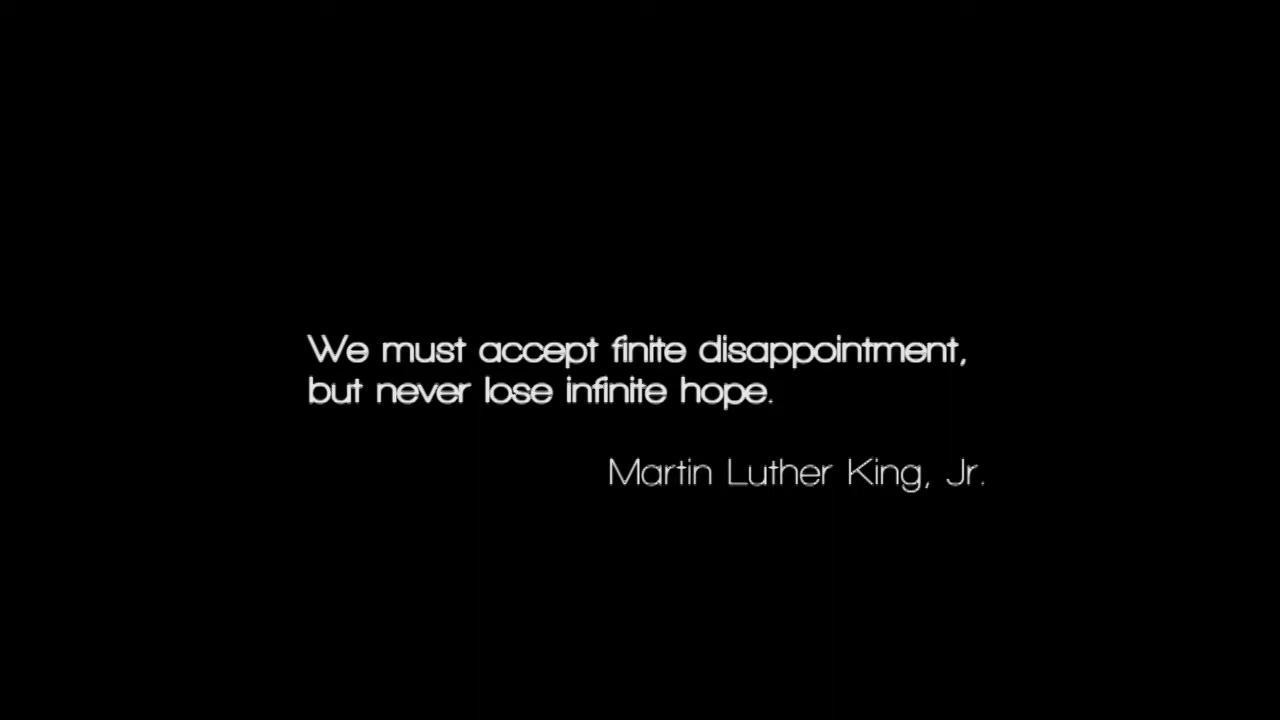 We must accept finite disappointment,
but never lose infinite hope.
Martin Luther King, Jr.